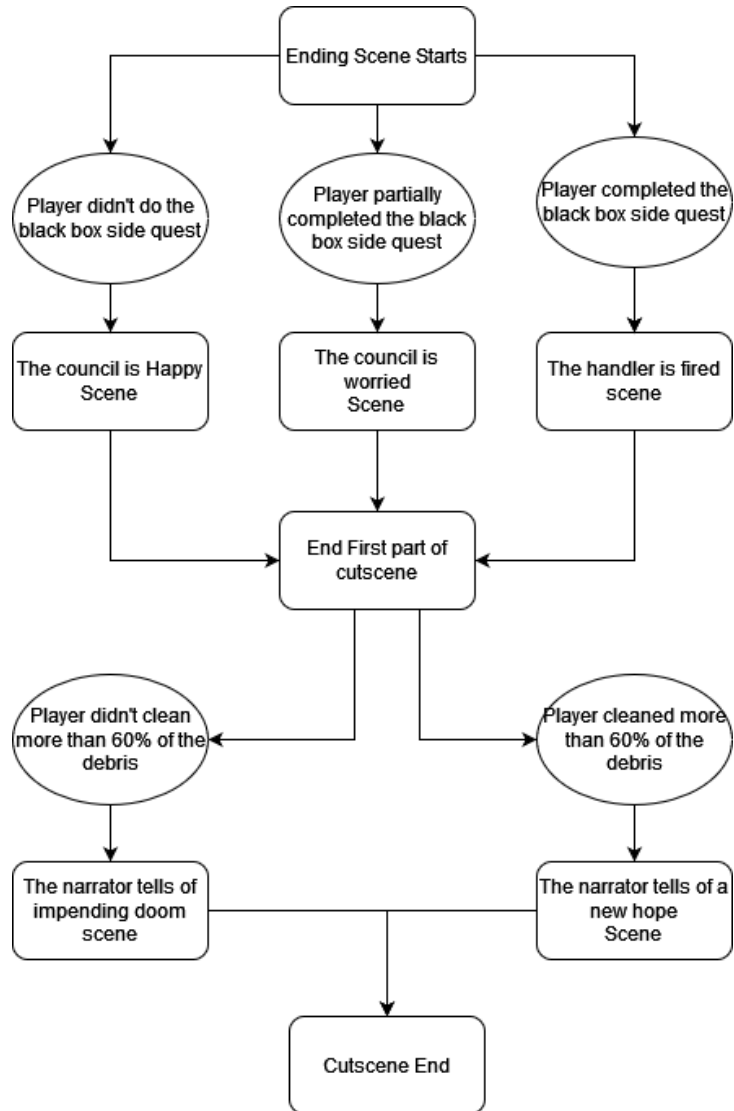 Ending Scene Starts
Player didn't do the
black box side quest
Player partially
completed the black
box side quest
Player completed the
black box side quest
The council is Happy
Scene
The council is
worried
Scene
The handler is fired
scene
End First part of
cutscene
Player didn't clean
more than 60% of the
debris
Player cleaned more
than 60% of the
debris
The narrator tells of
impending doom
scene
The narrator tells of a
new hope
Scene
Cutscene End